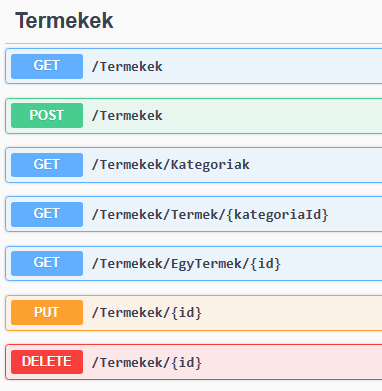 Termekek
GET /Termekek
POST /Termekek
GET /Termekek/Kategoriak
GET /Termekek/Termek/{kategoriaId}
GET /Termekek/EgyTermek/{id}
PUT /Termekek/{id}
DELETE /Termekek/{id}